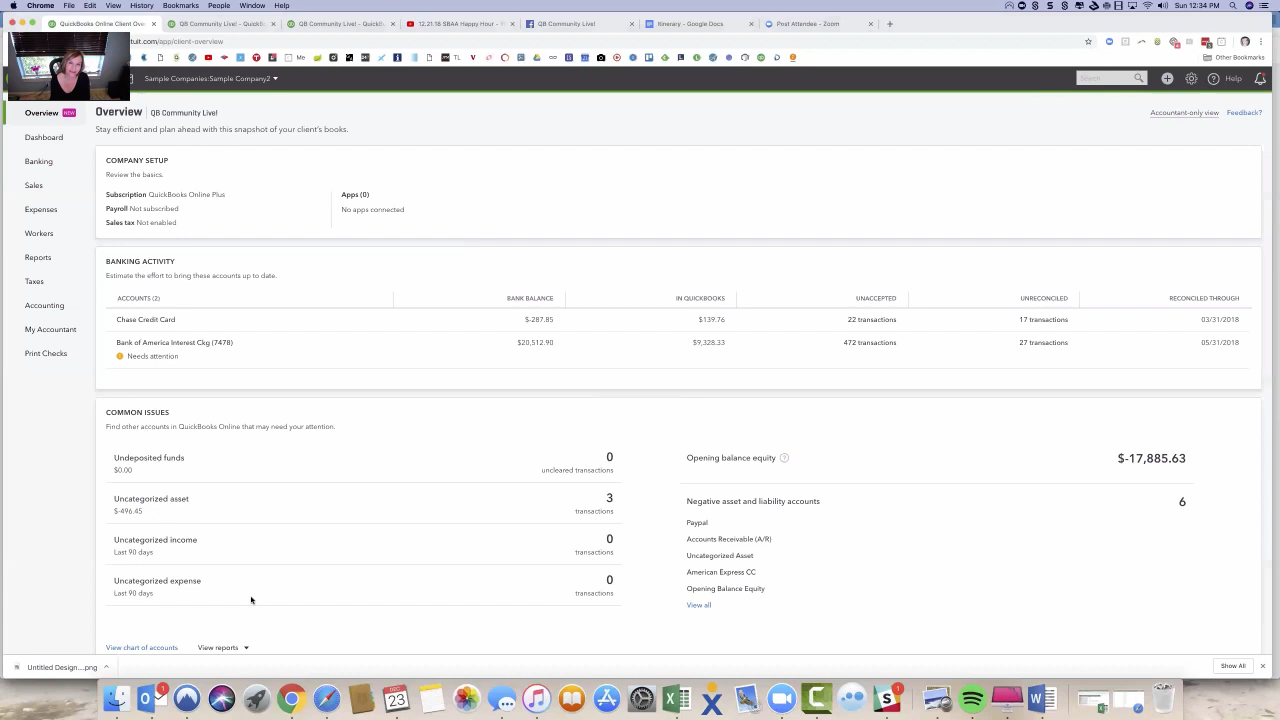 Chrome File Edit View History Bookmarks People Window Help Sun 12:34 PM
QuickBooks Online Client Over QB Community Live! - QuickB QB Community Live! - QuickB 12.21.18 SBAA Happy Hour - QB Community Live! Itinerary - Google Docs Post Attendee - Zoom
tuit.com/app/client-overview
Me TL Other Bookmarks
Sample Companies:Sample Company2 Search Help
Overview NEW
Dashboard
Banking
Sales
Expenses
Workers
Reports
Taxes
Accounting
My Accountant
Print Checks
Overview QB Community Live! Accountant-only view Feedback?
Stay efficient and plan ahead with this snapshot of your client's books.
COMPANY SETUP
Review the basics.
Subscription QuickBooks Online Plus
Payroll Not subscribed
Sales tax Not enabled
Apps (0)
No apps connected
BANKING ACTIVITY
Estimate the effort to bring these accounts up to date.
ACCOUNTS (2) BANK BALANCE IN QUICKBOOKS UNACCEPTED UNRECONCILED RECONCILED THROUGH
Chase Credit Card $-287.85 $139.76 22 transactions 17 transactions 03/31/2018
Bank of America Interest Ckg (7478) $20,512.90 $9,328.33 472 transactions 27 transactions 05/31/2018
Needs attention
COMMON ISSUES
Find other accounts in QuickBooks Online that may need your attention.
Undeposited funds 0
$0.00 uncleared transactions
Uncategorized asset 3
$-496.45 transactions
Uncategorized income 0
Last 90 days transactions
Uncategorized expense 0
Last 90 days transactions
Opening balance equity $-17,885.63
Negative asset and liability accounts 6
Paypal
Accounts Receivable (A/R)
Uncategorized Asset
American Express CC
Opening Balance Equity
View all
View chart of accounts View reports
Untitled Design....png Show All
DEC
23